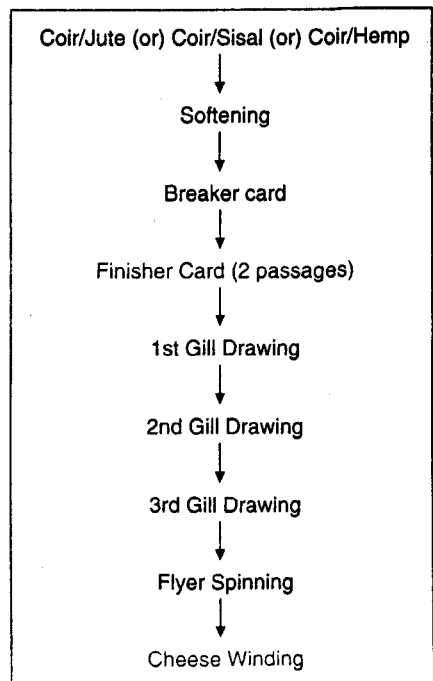 Coir/Jute (or) Coir/Sisal (or) Coir/Hemp
Softening
Breaker card
Finisher Card (2 passages)
1st Gill Drawing
2nd Gill Drawing
3rd Gill Drawing
Flyer Spinning
Cheese Winding